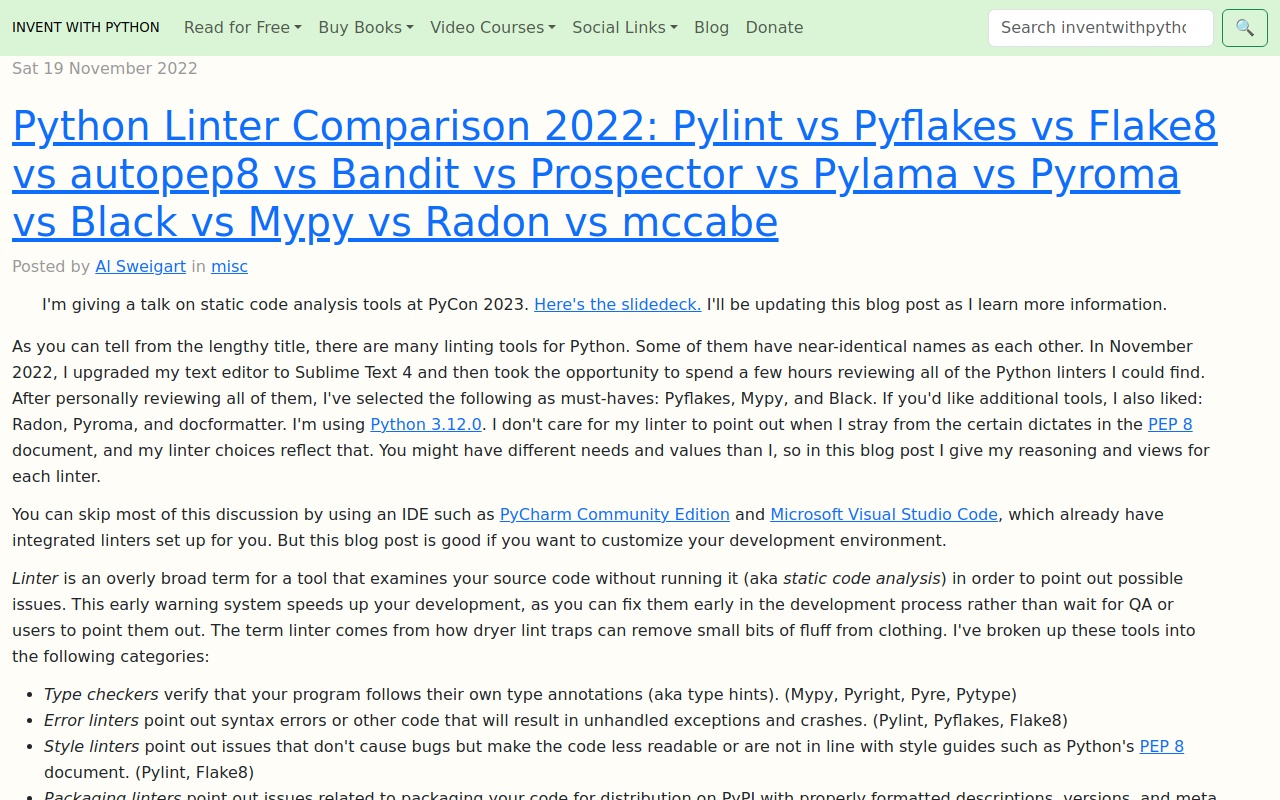 INVENT WITH PYTHON Read for Free Buy Books Video Courses Social Links Blog Donate Search inventwithpytho
Sat 19 November 2022
Python Linter Comparison 2022: Pylint vs Pyflakes vs Flake8
vs autopep8 vs Bandit vs Prospector vs Pylama vs Pyroma
vs Black vs Mypy vs Radon vs mccabe
Posted by Al Sweigart in misc
I'm giving a talk on static code analysis tools at PyCon 2023. Here's the slidedeck. I'll be updating this blog post as I learn more information.
As you can tell from the lengthy title, there are many linting tools for Python. Some of them have near-identical names as each other. In November
2022, I upgraded my text editor to Sublime Text 4 and then took the opportunity to spend a few hours reviewing all of the Python linters I could find.
After personally reviewing all of them, I've selected the following as must-haves: Pyflakes, Mypy, and Black. If you'd like additional tools, I also liked:
Radon, Pyroma, and docformatter. I'm using Python 3.12.0. I don't care for my linter to point out when I stray from the certain dictates in the PEP 8
document, and my linter choices reflect that. You might have different needs and values than I, so in this blog post I give my reasoning and views for
each linter.
You can skip most of this discussion by using an IDE such as PyCharm Community Edition and Microsoft Visual Studio Code, which already have
integrated linters set up for you. But this blog post is good if you want to customize your development environment.
Linter is an overly broad term for a tool that examines your source code without running it (aka static code analysis) in order to point out possible
issues. This early warning system speeds up your development, as you can fix them early in the development process rather than wait for QA or
users to point them out. The term linter comes from how dryer lint traps can remove small bits of fluff from clothing. I've broken up these tools into
the following categories:
• Type checkers verify that your program follows their own type annotations (aka type hints). (Mypy, Pyright, Pyre, Pytype)
• Error linters point out syntax errors or other code that will result in unhandled exceptions and crashes. (Pylint, Pyflakes, Flake8)
• Style linters point out issues that don't cause bugs but make the code less readable or are not in line with style guides such as Python's PEP 8
document. (Pylint, Flake8)
• Packaging linters point out issues related to packaging your code for distribution on PyPI with properly formatted descriptions, versions, and meta